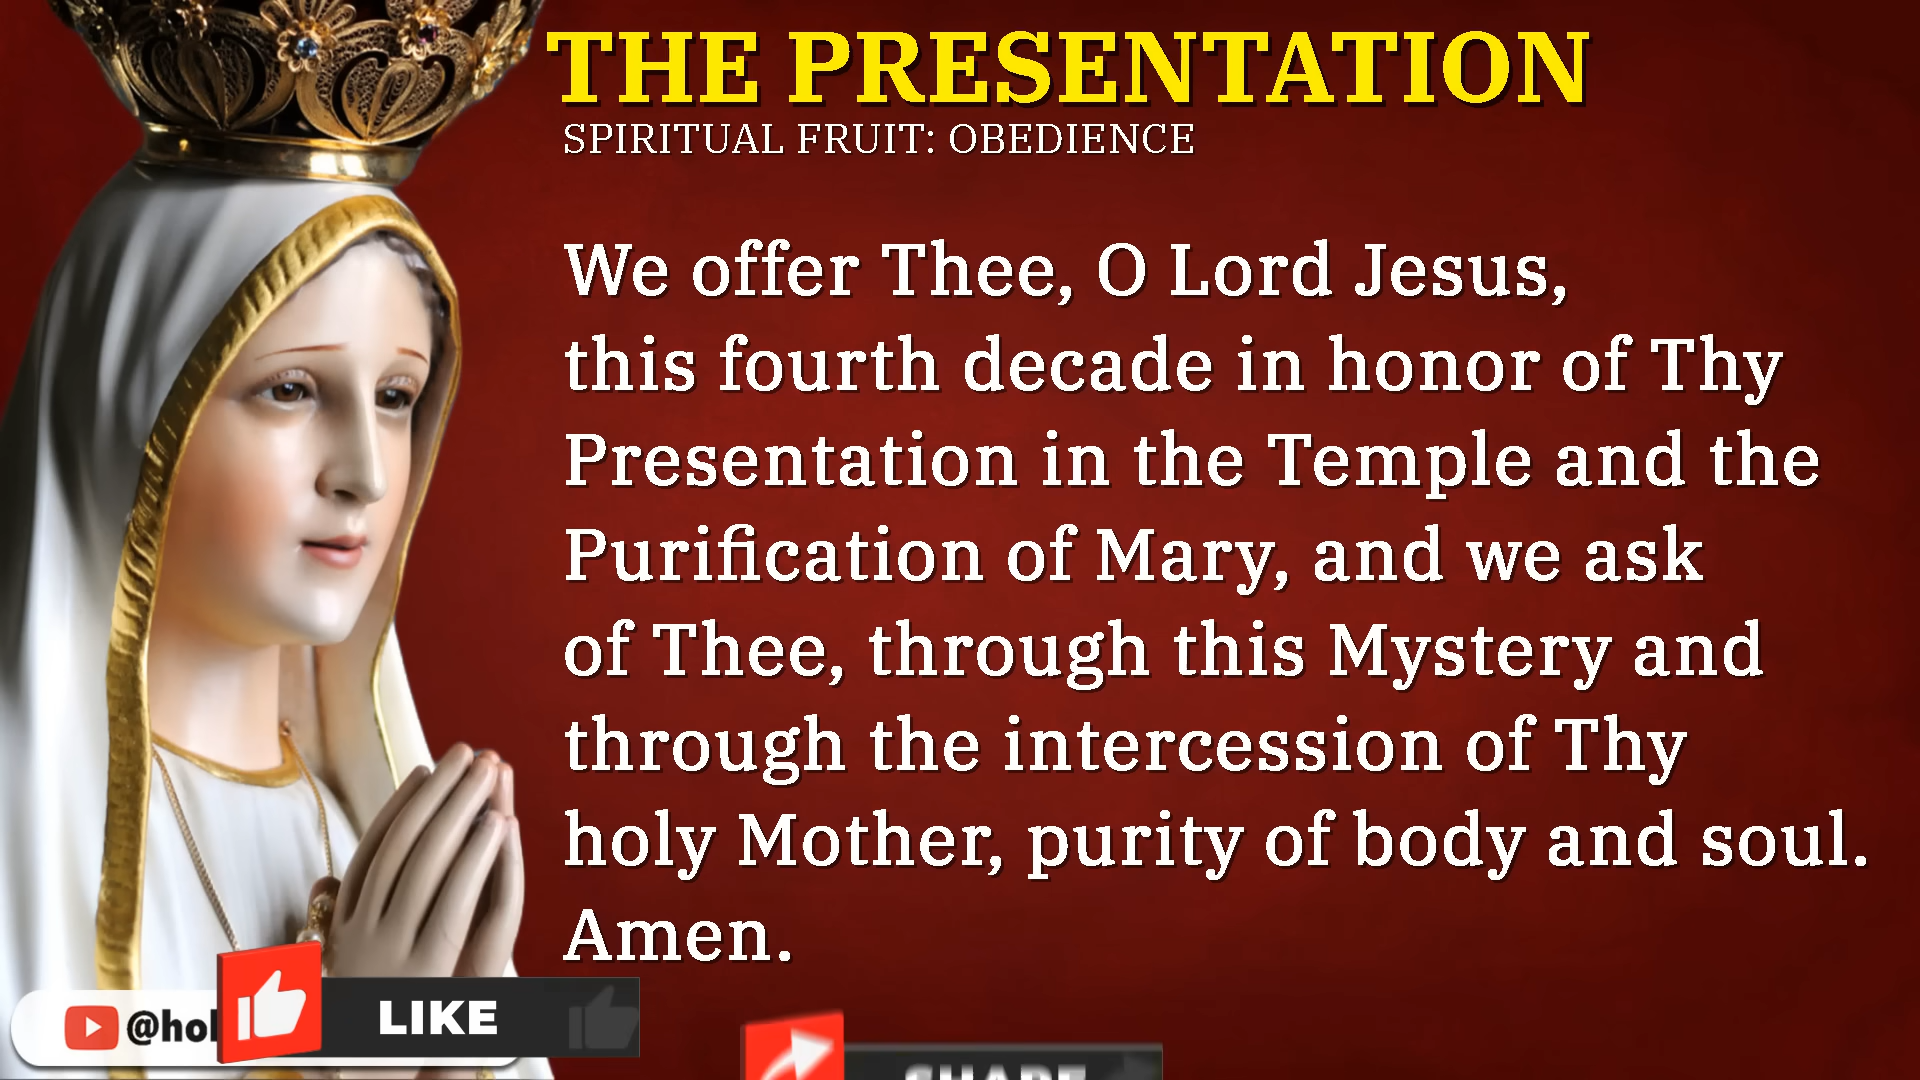 THE PRESENTATION
SPIRITUAL FRUIT: OBEDIENCE
We offer Thee, O Lord Jesus,
this fourth decade in honor of Thy
Presentation in the Temple and the
Purification of Mary, and we ask
of Thee, through this Mystery and
through the intercession of Thy
holy Mother, purity of body and soul.
Amen.
LIKE
SHARE